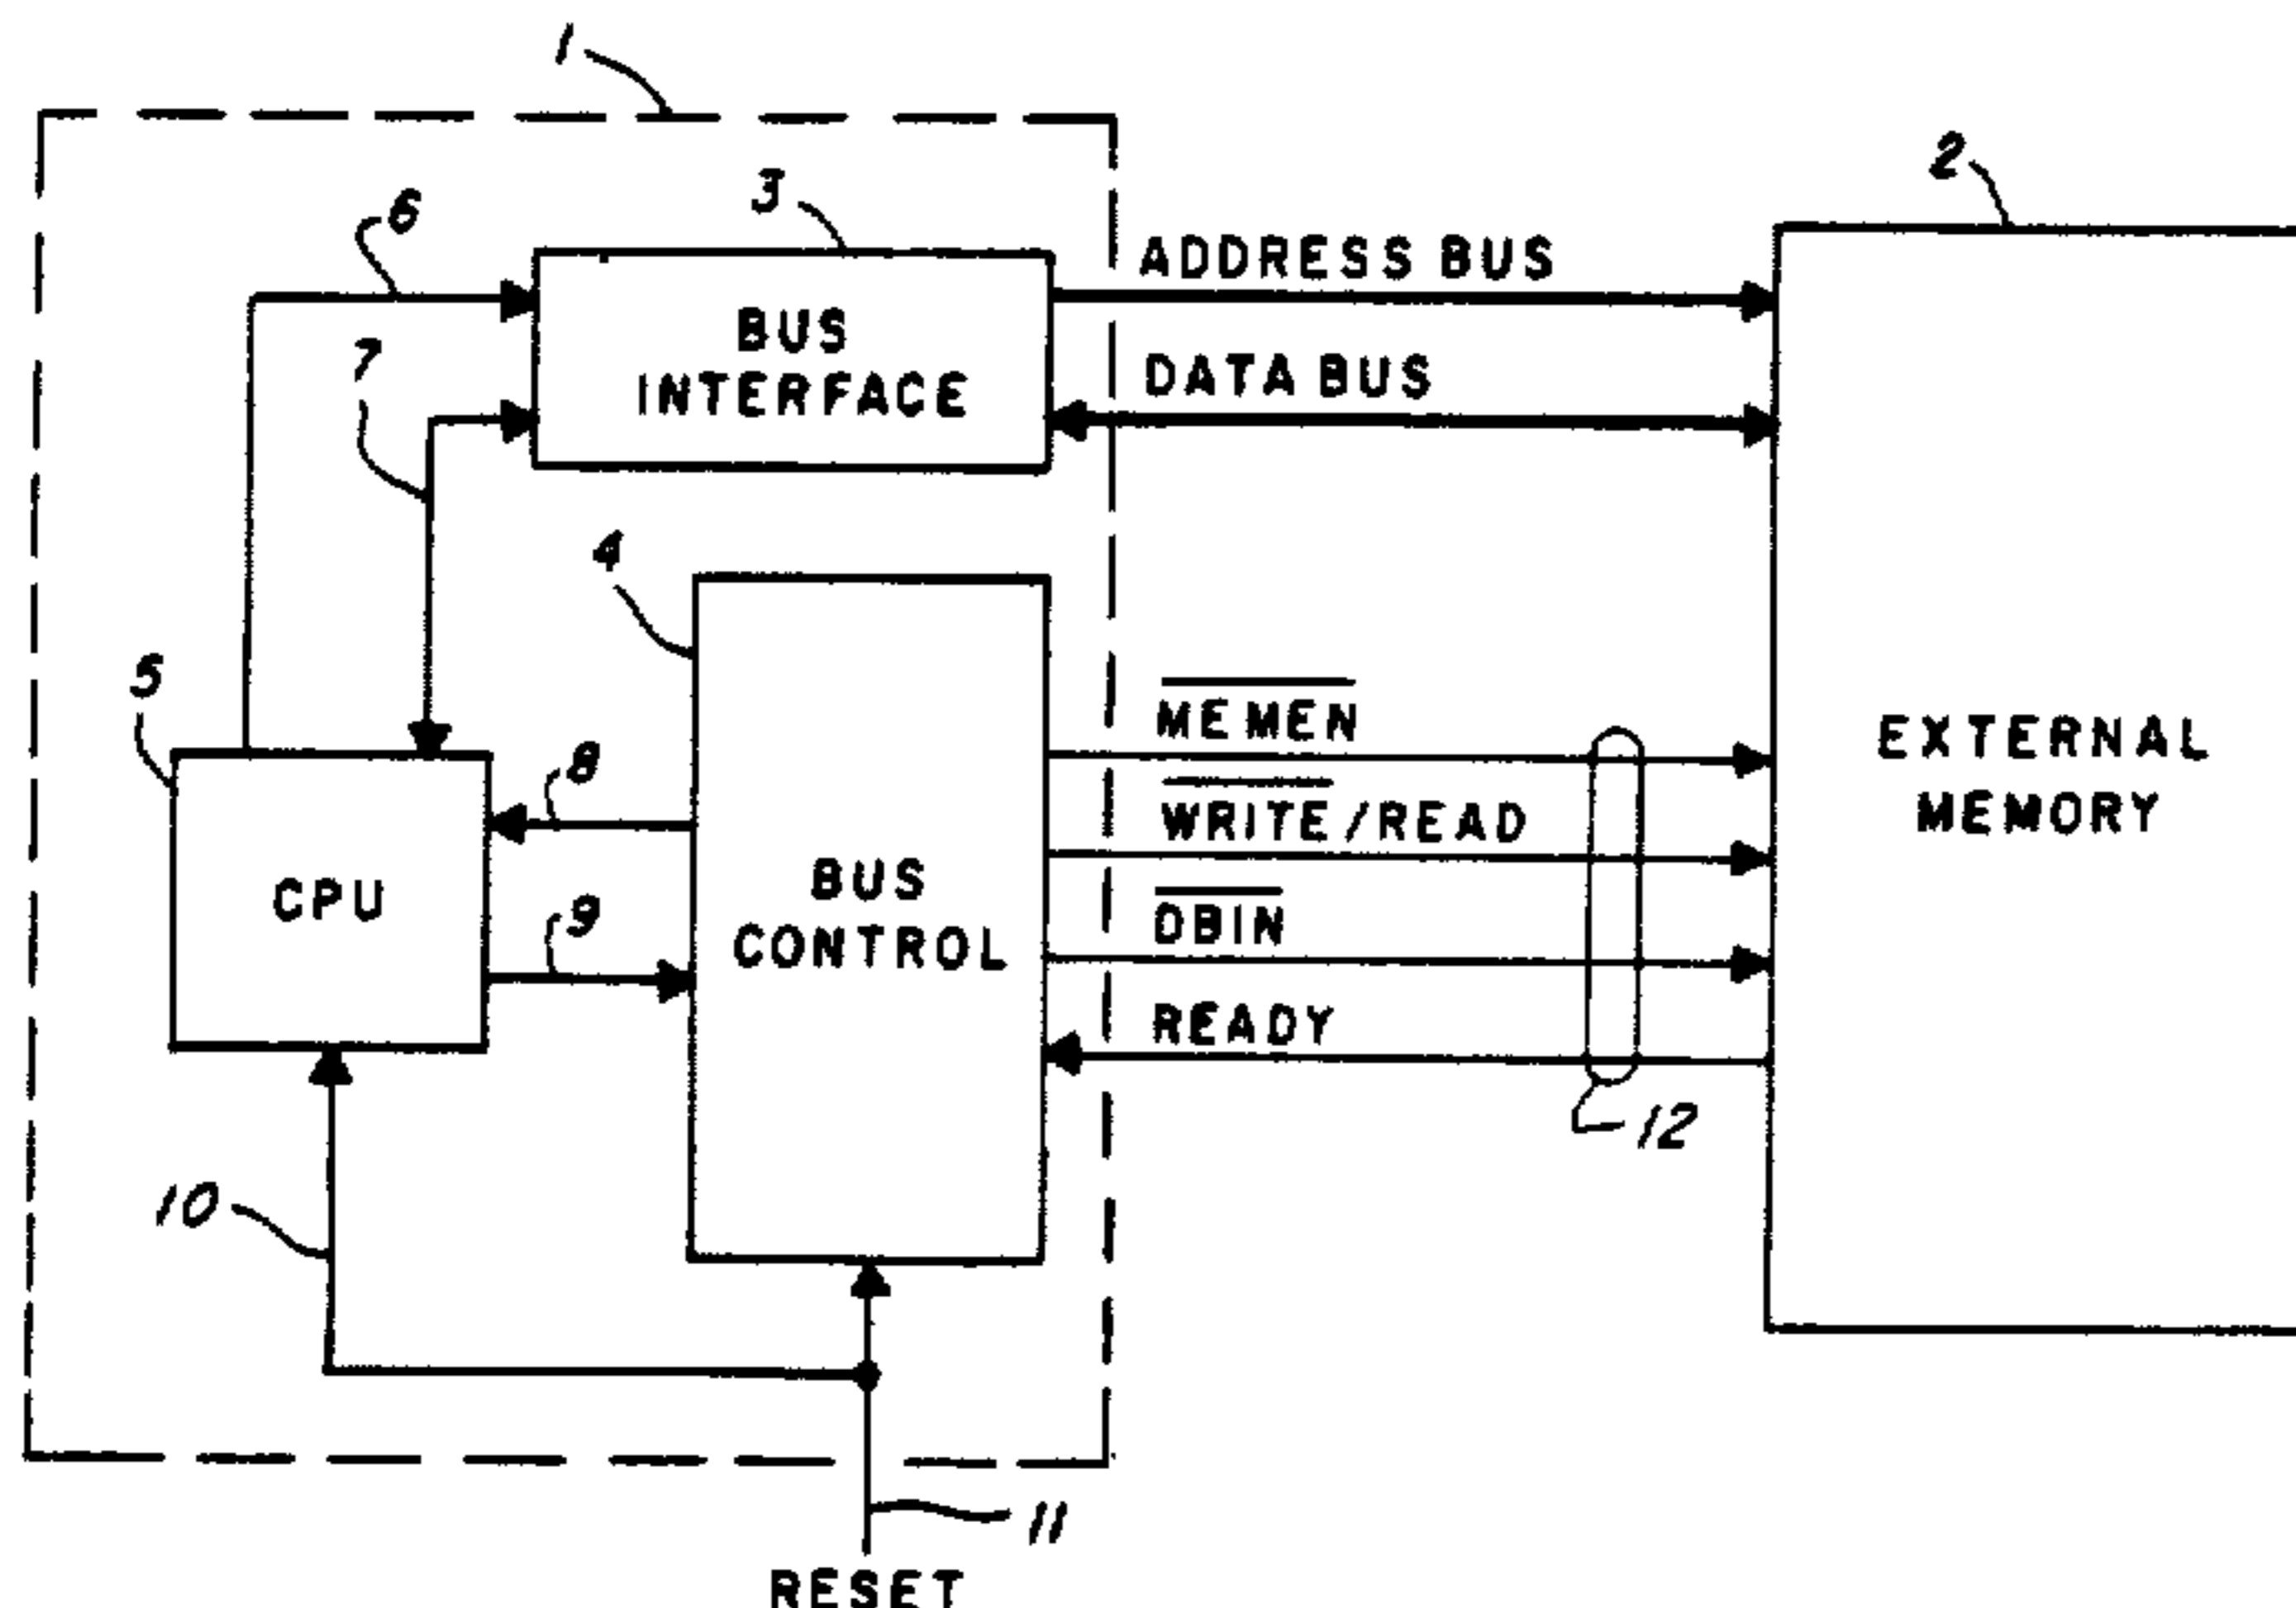 1
2
3
6
ADDRESS BUS
BUS
INTERFACE
7
DATA BUS
4
5
MEMEN
8
WRITE/READ
EXTERNAL
MEMORY
CPU
9
BUS
CONTROL
DBIN
READY
12
10
11
RESET